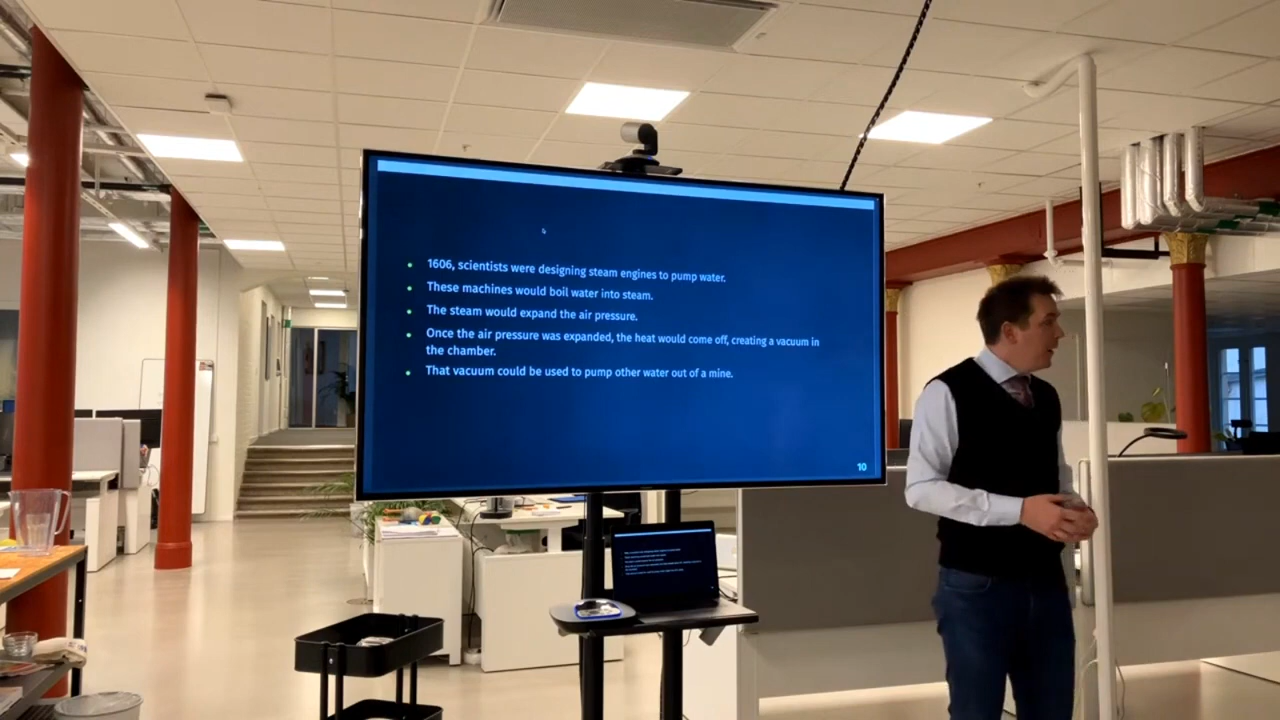 1606, scientists were designing steam engines to pump water.
These machines would boil water into steam.
The steam would expand the air pressure.
Once the air pressure was expanded, the heat would come off, creating a vacuum in
the chamber.
That vacuum could be used to pump other water out of a mine.
10